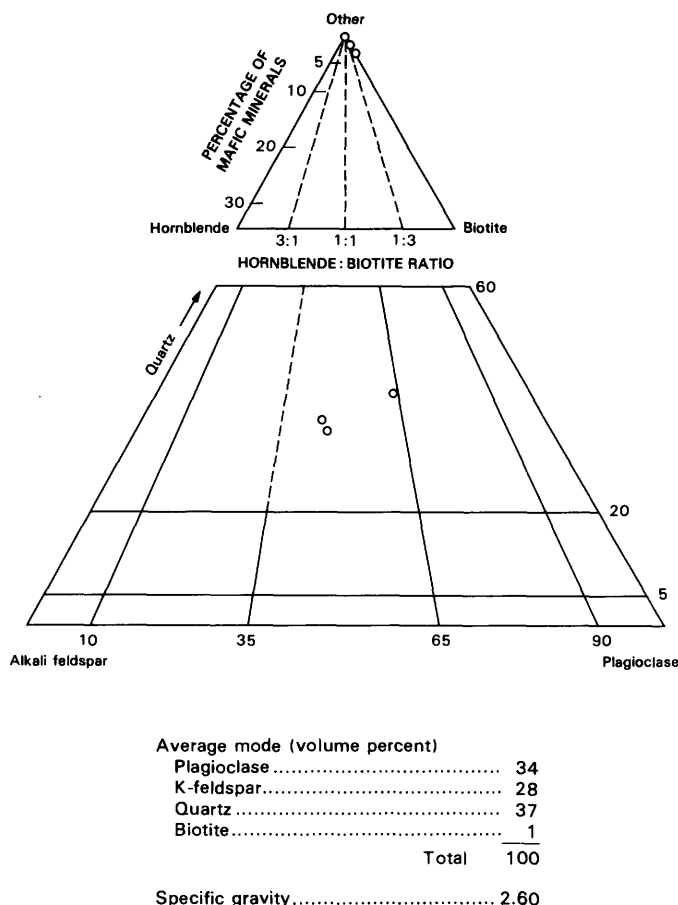 Other
PERCENTAGE OF
MAFIC MINERALS
5
10
20
30
Hornblende
Biotite
3:1 1:1 1:3
HORNBLENDE : BIOTITE RATIO
60
Quartz
20
5
10 35 65 90
Alkali feldspar Plagioclase
Average mode (volume percent)
Plagioclase.................................. 34
K-feldspar................................... 28
Quartz........................................ 37
Biotite........................................ 1
Total 100
Specific gravity.............................. 2.60